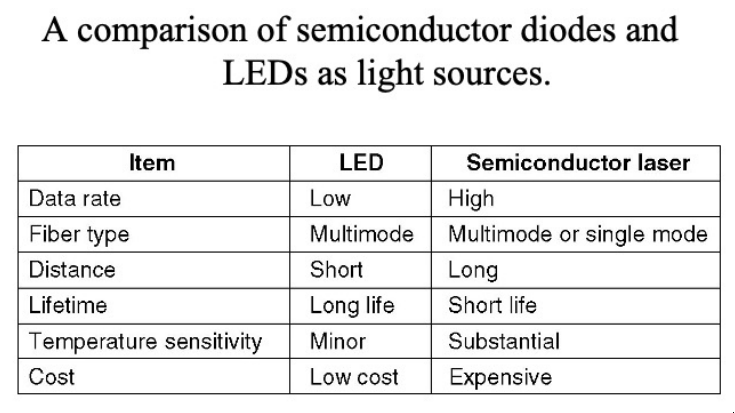 A comparison of semiconductor diodes and
LEDs as light sources.
Item LED Semiconductor laser
Data rate Low High
Fiber type Multimode Multimode or single mode
Distance Short Long
Lifetime Long life Short life
Temperature sensitivity Minor Substantial
Cost Low cost Expensive